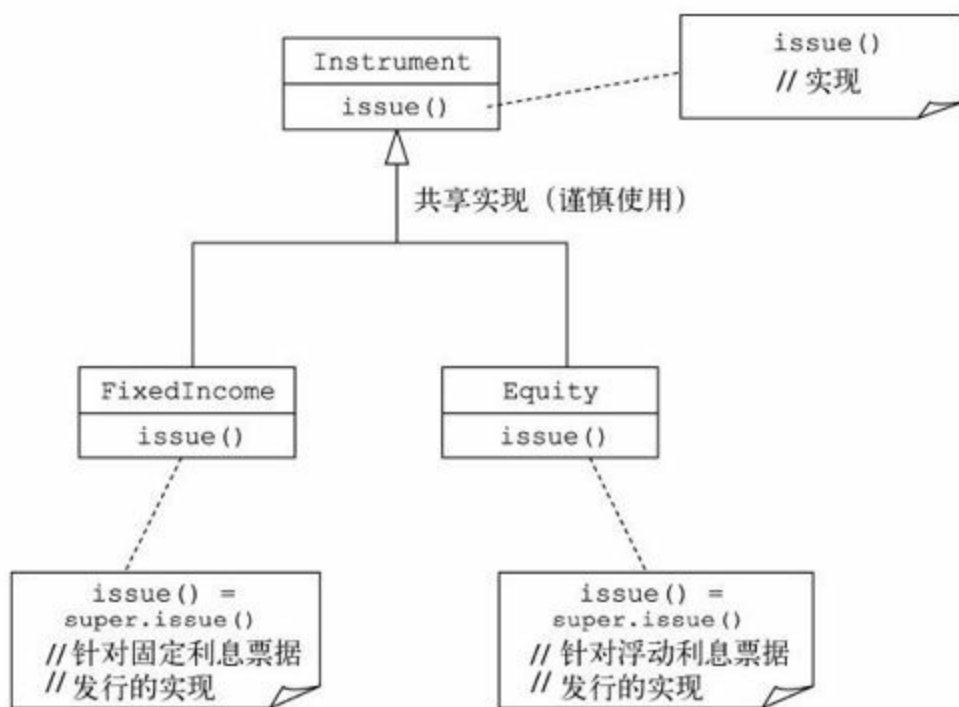 Instrument
issue()
issue()
// 实现
共享实现（谨慎使用）
FixedIncome
issue()
Equity
issue()
issue() =
super.issue()
// 针对固定利息票据
// 发行的实现
issue() =
super.issue()
// 针对浮动利息票据
// 发行的实现